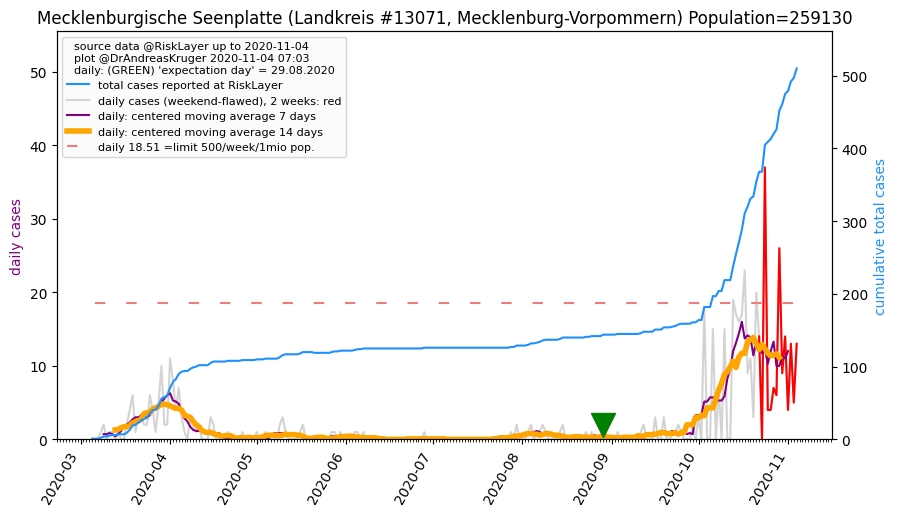 Mecklenburgische Seenplatte (Landkreis #13071, Mecklenburg-Vorpommern) Population=259130
source data @RiskLayer up to 2020-11-04
plot @DrAndreasKruger 2020-11-04 07:03
daily: (GREEN) 'expectation day' = 29.08.2020
total cases reported at RiskLayer
daily cases (weekend-flawed), 2 weeks: red
daily: centered moving average 7 days
daily: centered moving average 14 days
daily 18.51 =limit 500/week/1mio pop.
daily cases
50
40
30
20
10
0
cumulative total cases
500
400
300
200
100
0
2020-03
2020-04
2020-05
2020-06
2020-07
2020-08
2020-09
2020-10
2020-11